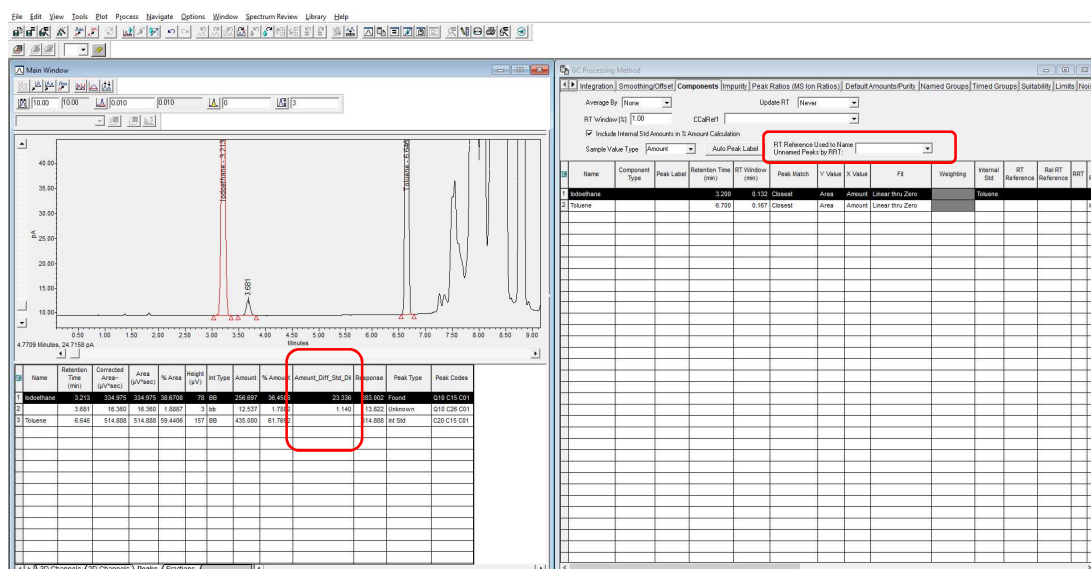 File Edit View Tools Plot Process Navigate Options Window Spectrum Review Library Help
Main Window
10.00 10.00 0.010 0.010 0 3
40.00
35.00
30.00
25.00
20.00
15.00
10.00
pA
Iodoethane - 3.213
3.681
Toluene - 6.646
0.50 1.00 1.50 2.00 2.50 3.00 3.50 4.00 4.50 5.00 5.50 6.00 6.50 7.00 7.50 8.00 8.50 9.00
Minutes
4.7709 Minutes, 24.7158 pA
Name Retention Time (min) Corrected Area~ (µV*sec) Area (µV*sec) % Area Height (µV) Int Type Amount % Amount Amount_Diff_Std_Dil Response Peak Type Peak Codes
1 Iodoethane 3.213 334.975 334.975 38.6708 78 BB 256.697 23.336 283.002 Found Q10 C15 C01
2 3.681 16.360 16.360 1.8887 3 bb 12.537 1.140 13.822 Unknown Q10 C26 C01
3 Toluene 6.646 514.888 514.888 59.4406 157 BB 435.000 514.888 Int Std C20 C15 C01
3D Channels 2D Channels Peaks Fractions
GC Processing Method
Integration Smoothing/Offset Components Impurity Peak Ratios (MS Ion Ratios) Default Amounts/Purity Named Groups Timed Groups Suitability Limits Nois
Average By None Update RT Never
RT Window (%) 1.00 CCalRef1
Include Internal Std Amounts in % Amount Calculation
Sample Value Type Amount Auto Peak Label RT Reference Used to Name Unnamed Peaks by RRT:
Name Component Type Peak Label Retention Time (min) RT Window (min) Peak Match Y Value X Value Fit Weighting Internal Std RT Reference Rel RT Reference RRT
1 Iodoethane 3.200 0.132 Closest Area Amount Linear thru Zero Toluene
2 Toluene 6.700 0.167 Closest Area Amount Linear thru Zero